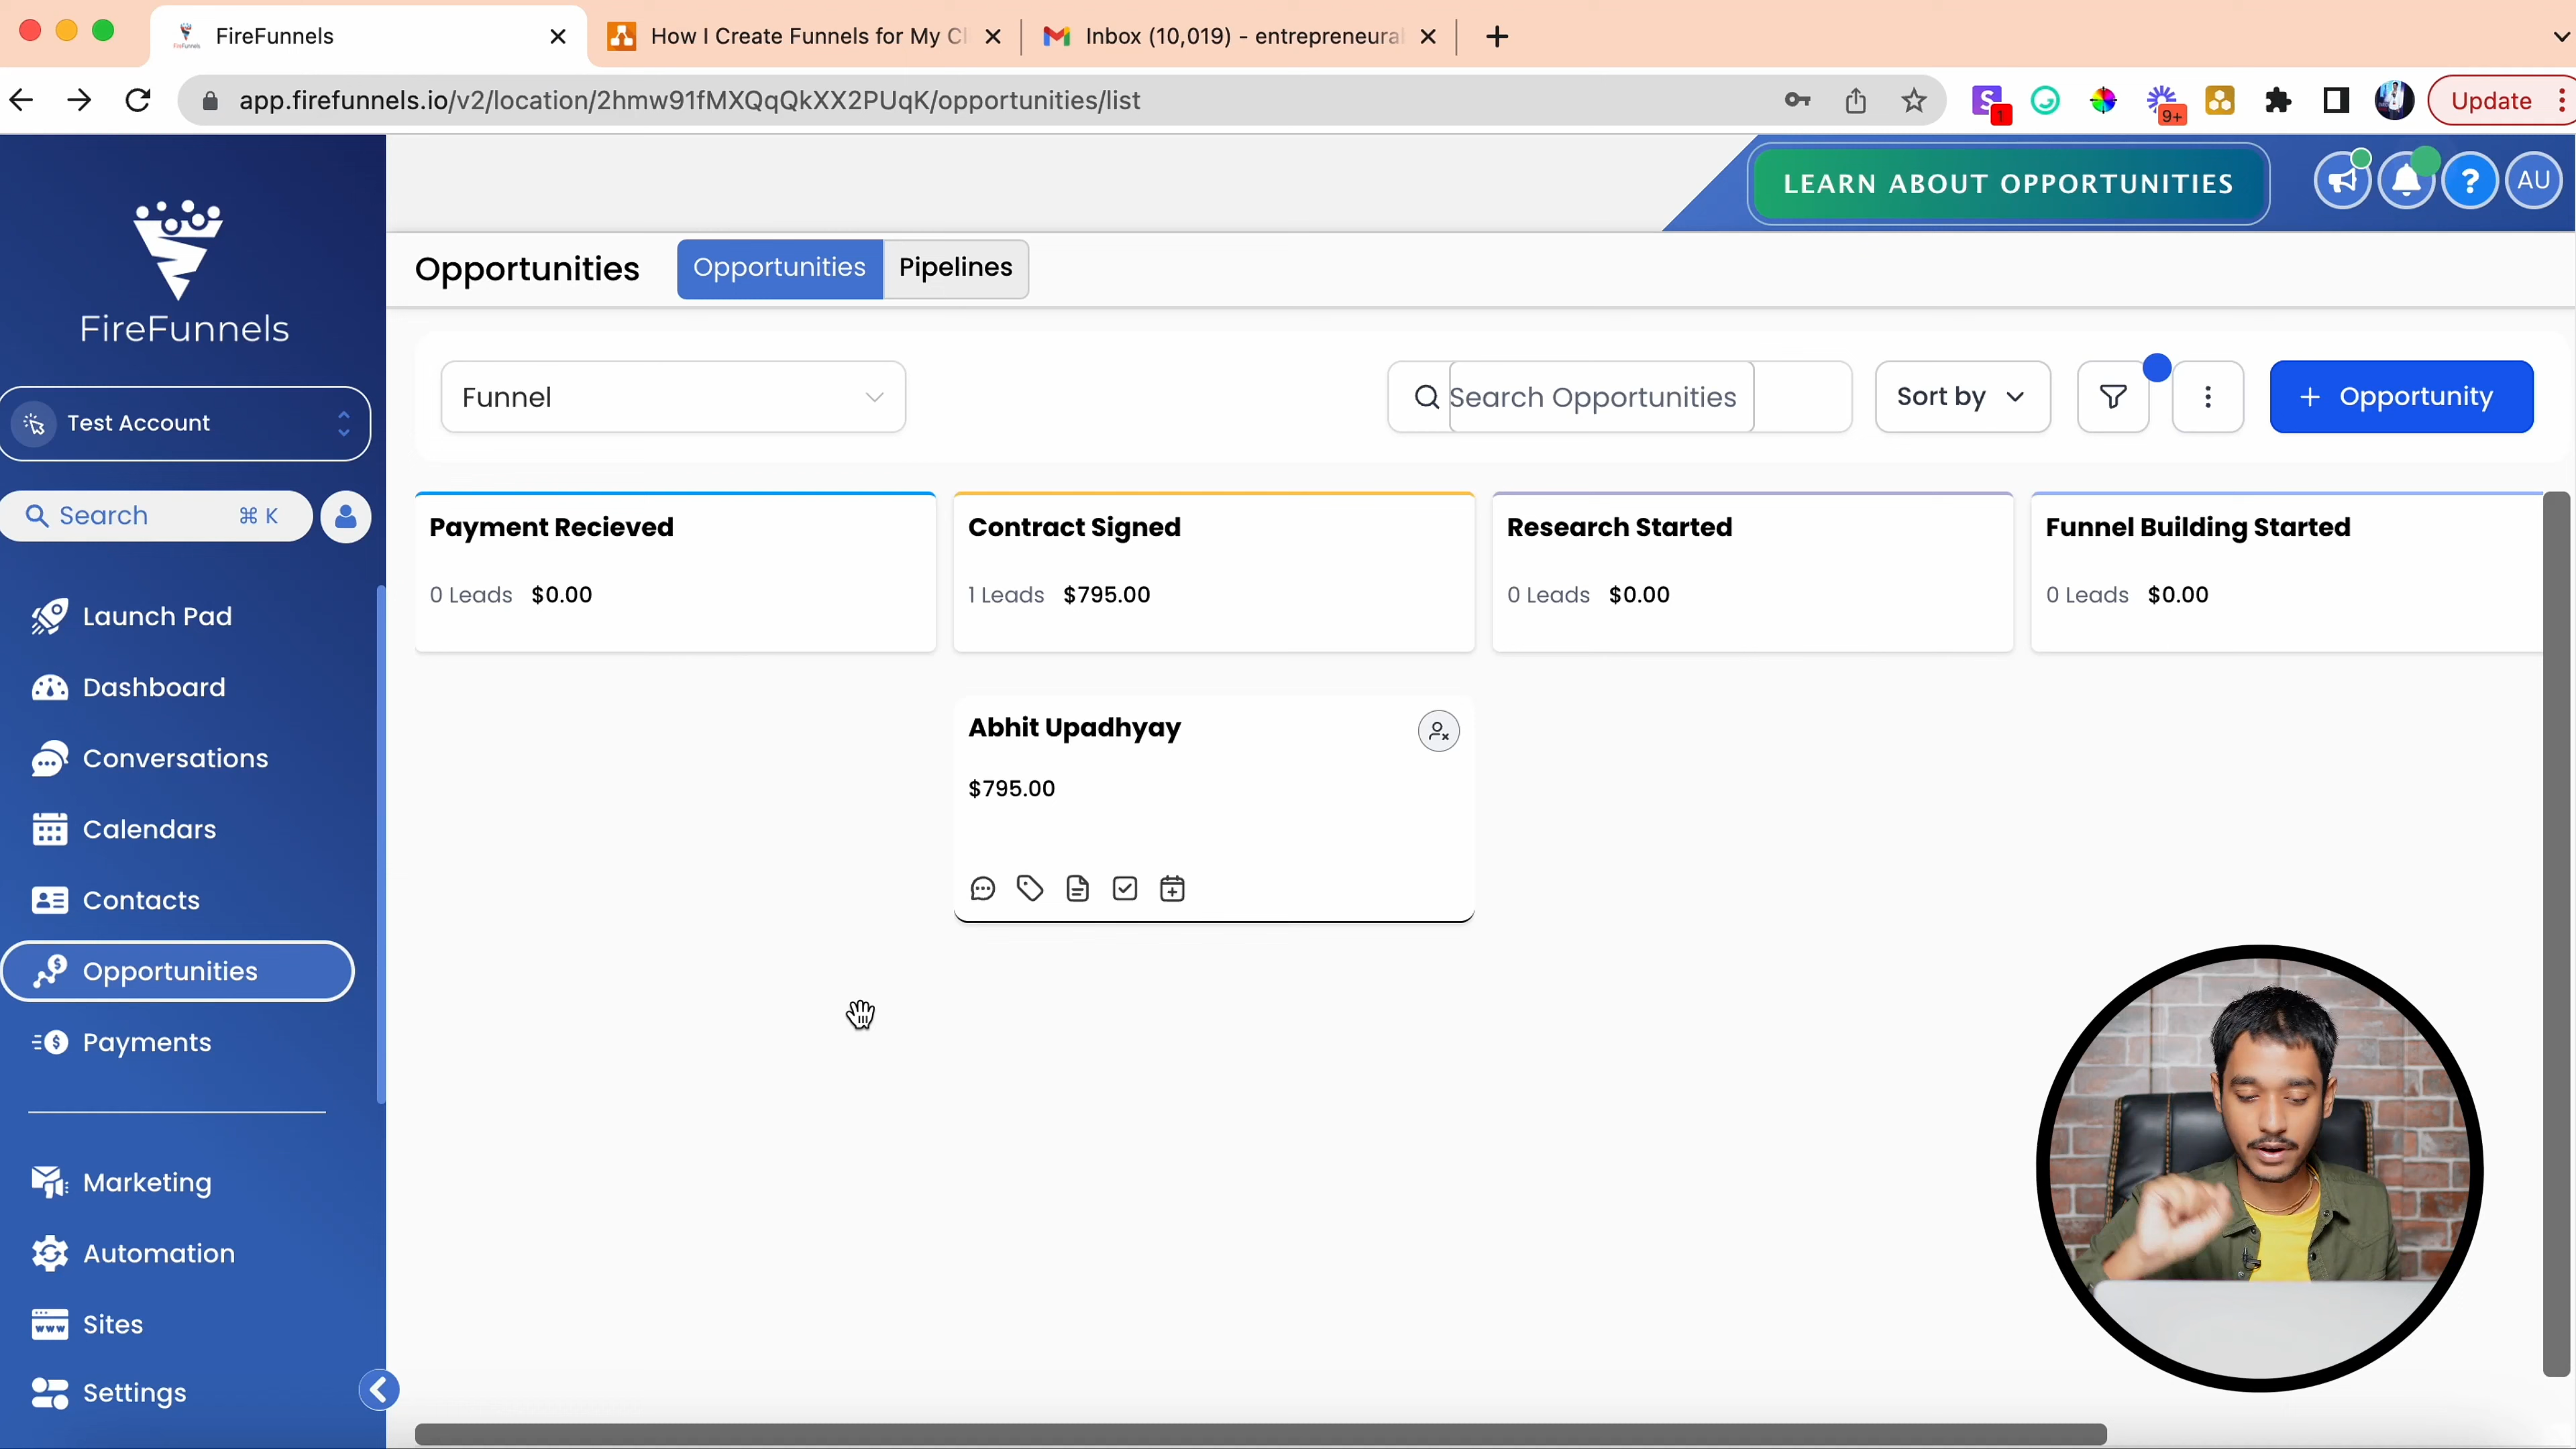 FireFunnels
How I Create Funnels for My Cl
Inbox (10,019) - entrepreneural
app.firefunnels.io/v2/location/2hmw91fMXQqQkXX2PUqK/opportunities/list
S
1
9+
Update
FireFunnels
Test Account
Search ⌘ K
Launch Pad
Dashboard
Conversations
Calendars
Contacts
Opportunities
Payments
Marketing
Automation
Sites
Settings
LEARN ABOUT OPPORTUNITIES
?
AU
Opportunities
Opportunities
Pipelines
Funnel
Search Opportunities
Sort by
+ Opportunity
Payment Recieved
0 Leads $0.00
Contract Signed
1 Leads $795.00
Research Started
0 Leads $0.00
Funnel Building Started
0 Leads $0.00
Abhit Upadhyay
$795.00